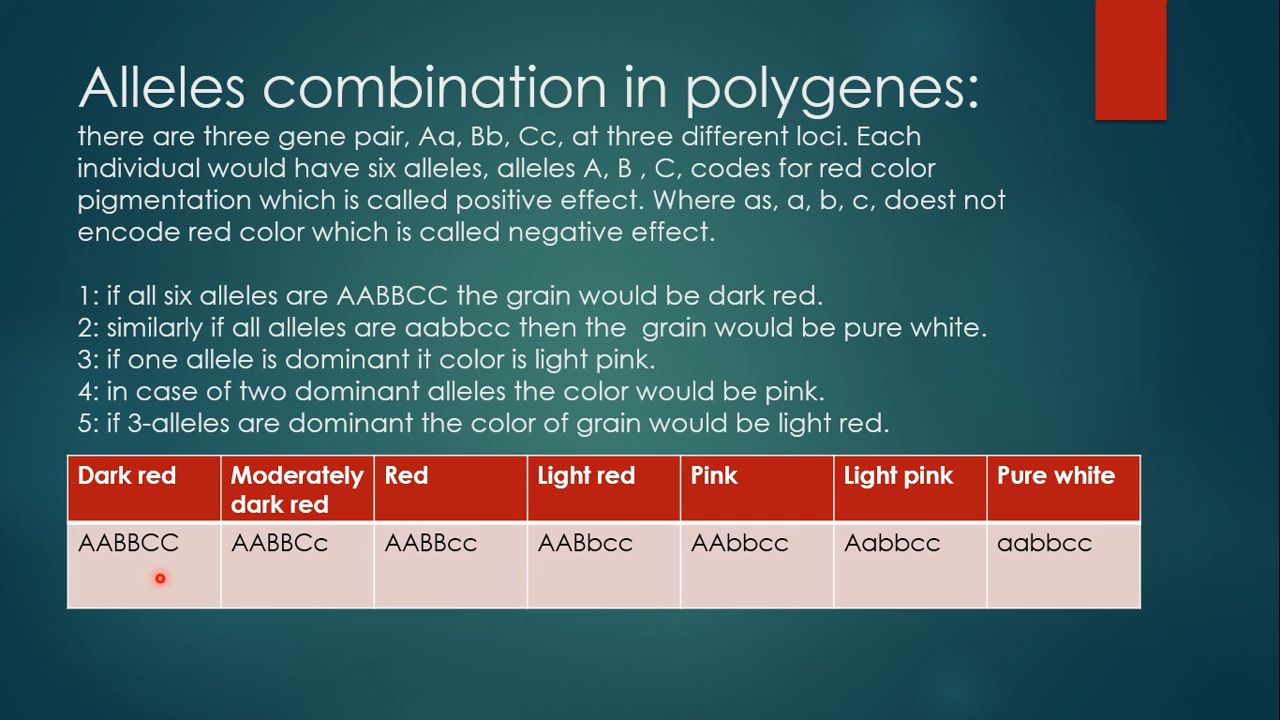 Alleles combination in polygenes:
there are three gene pair, Aa, Bb, Cc, at three different loci. Each
individual would have six alleles, alleles A, B , C, codes for red color
pigmentation which is called positive effect. Where as, a, b, c, doest not
encode red color which is called negative effect.
1: if all six alleles are AABBCC the grain would be dark red.
2: similarly if all alleles are aabbcc then the  grain would be pure white.
3: if one allele is dominant it color is light pink.
4: in case of two dominant alleles the color would be pink.
5: if 3-alleles are dominant the color of grain would be light red.
Dark red Moderately Red Light red Pink Light pink Pure white
dark red
AABBCC AABBCc AABBcc AABbcc AAbbcc Aabbcc aabbcc